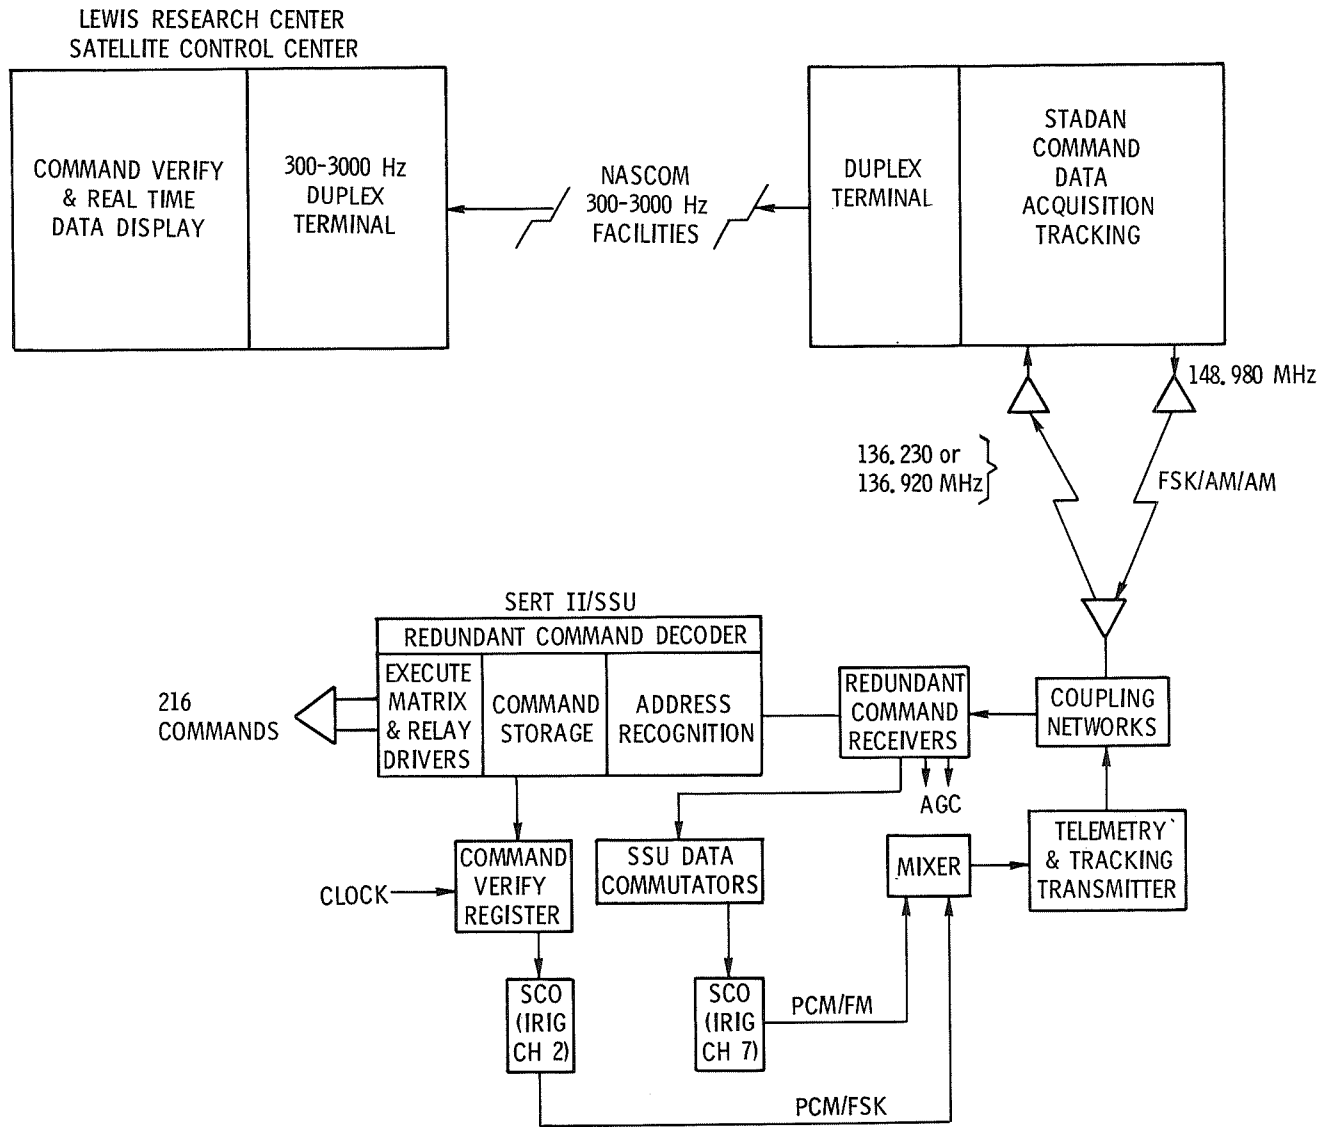 LEWIS RESEARCH CENTER
SATELLITE CONTROL CENTER
COMMAND VERIFY
& REAL TIME
DATA DISPLAY
300-3000 Hz
DUPLEX
TERMINAL
NASCOM
300-3000 Hz
FACILITIES
DUPLEX
TERMINAL
STADAN
COMMAND
DATA
ACQUISITION
TRACKING
148.980 MHz
136.230 or
136.920 MHz
FSK/AM/AM
SERT II/SSU
REDUNDANT COMMAND DECODER
EXECUTE
MATRIX
& RELAY
DRIVERS
COMMAND
STORAGE
ADDRESS
RECOGNITION
216
COMMANDS
REDUNDANT
COMMAND
RECEIVERS
COUPLING
NETWORKS
AGC
TELEMETRY
& TRACKING
TRANSMITTER
MIXER
SSU DATA
COMMUTATORS
COMMAND
VERIFY
REGISTER
CLOCK
SCO
(IRIG
CH 2)
SCO
(IRIG
CH 7)
PCM/FM
PCM/FSK